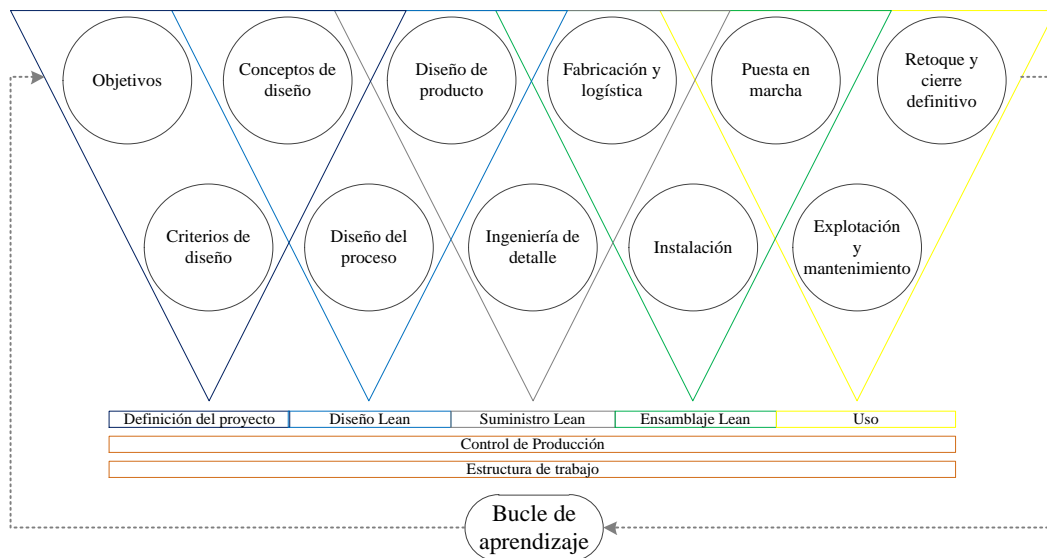 Objetivos
Conceptos de
diseño
Diseño de
producto
Fabricación y
logística
Puesta en
marcha
Retoque y
cierre
definitivo
Criterios de
diseño
Diseño del
proceso
Ingeniería de
detalle
Instalación
Explotación
y
mantenimiento
Definición del proyecto
Diseño Lean
Suministro Lean
Ensamblaje Lean
Uso
Control de Producción
Estructura de trabajo
Bucle de
aprendizaje